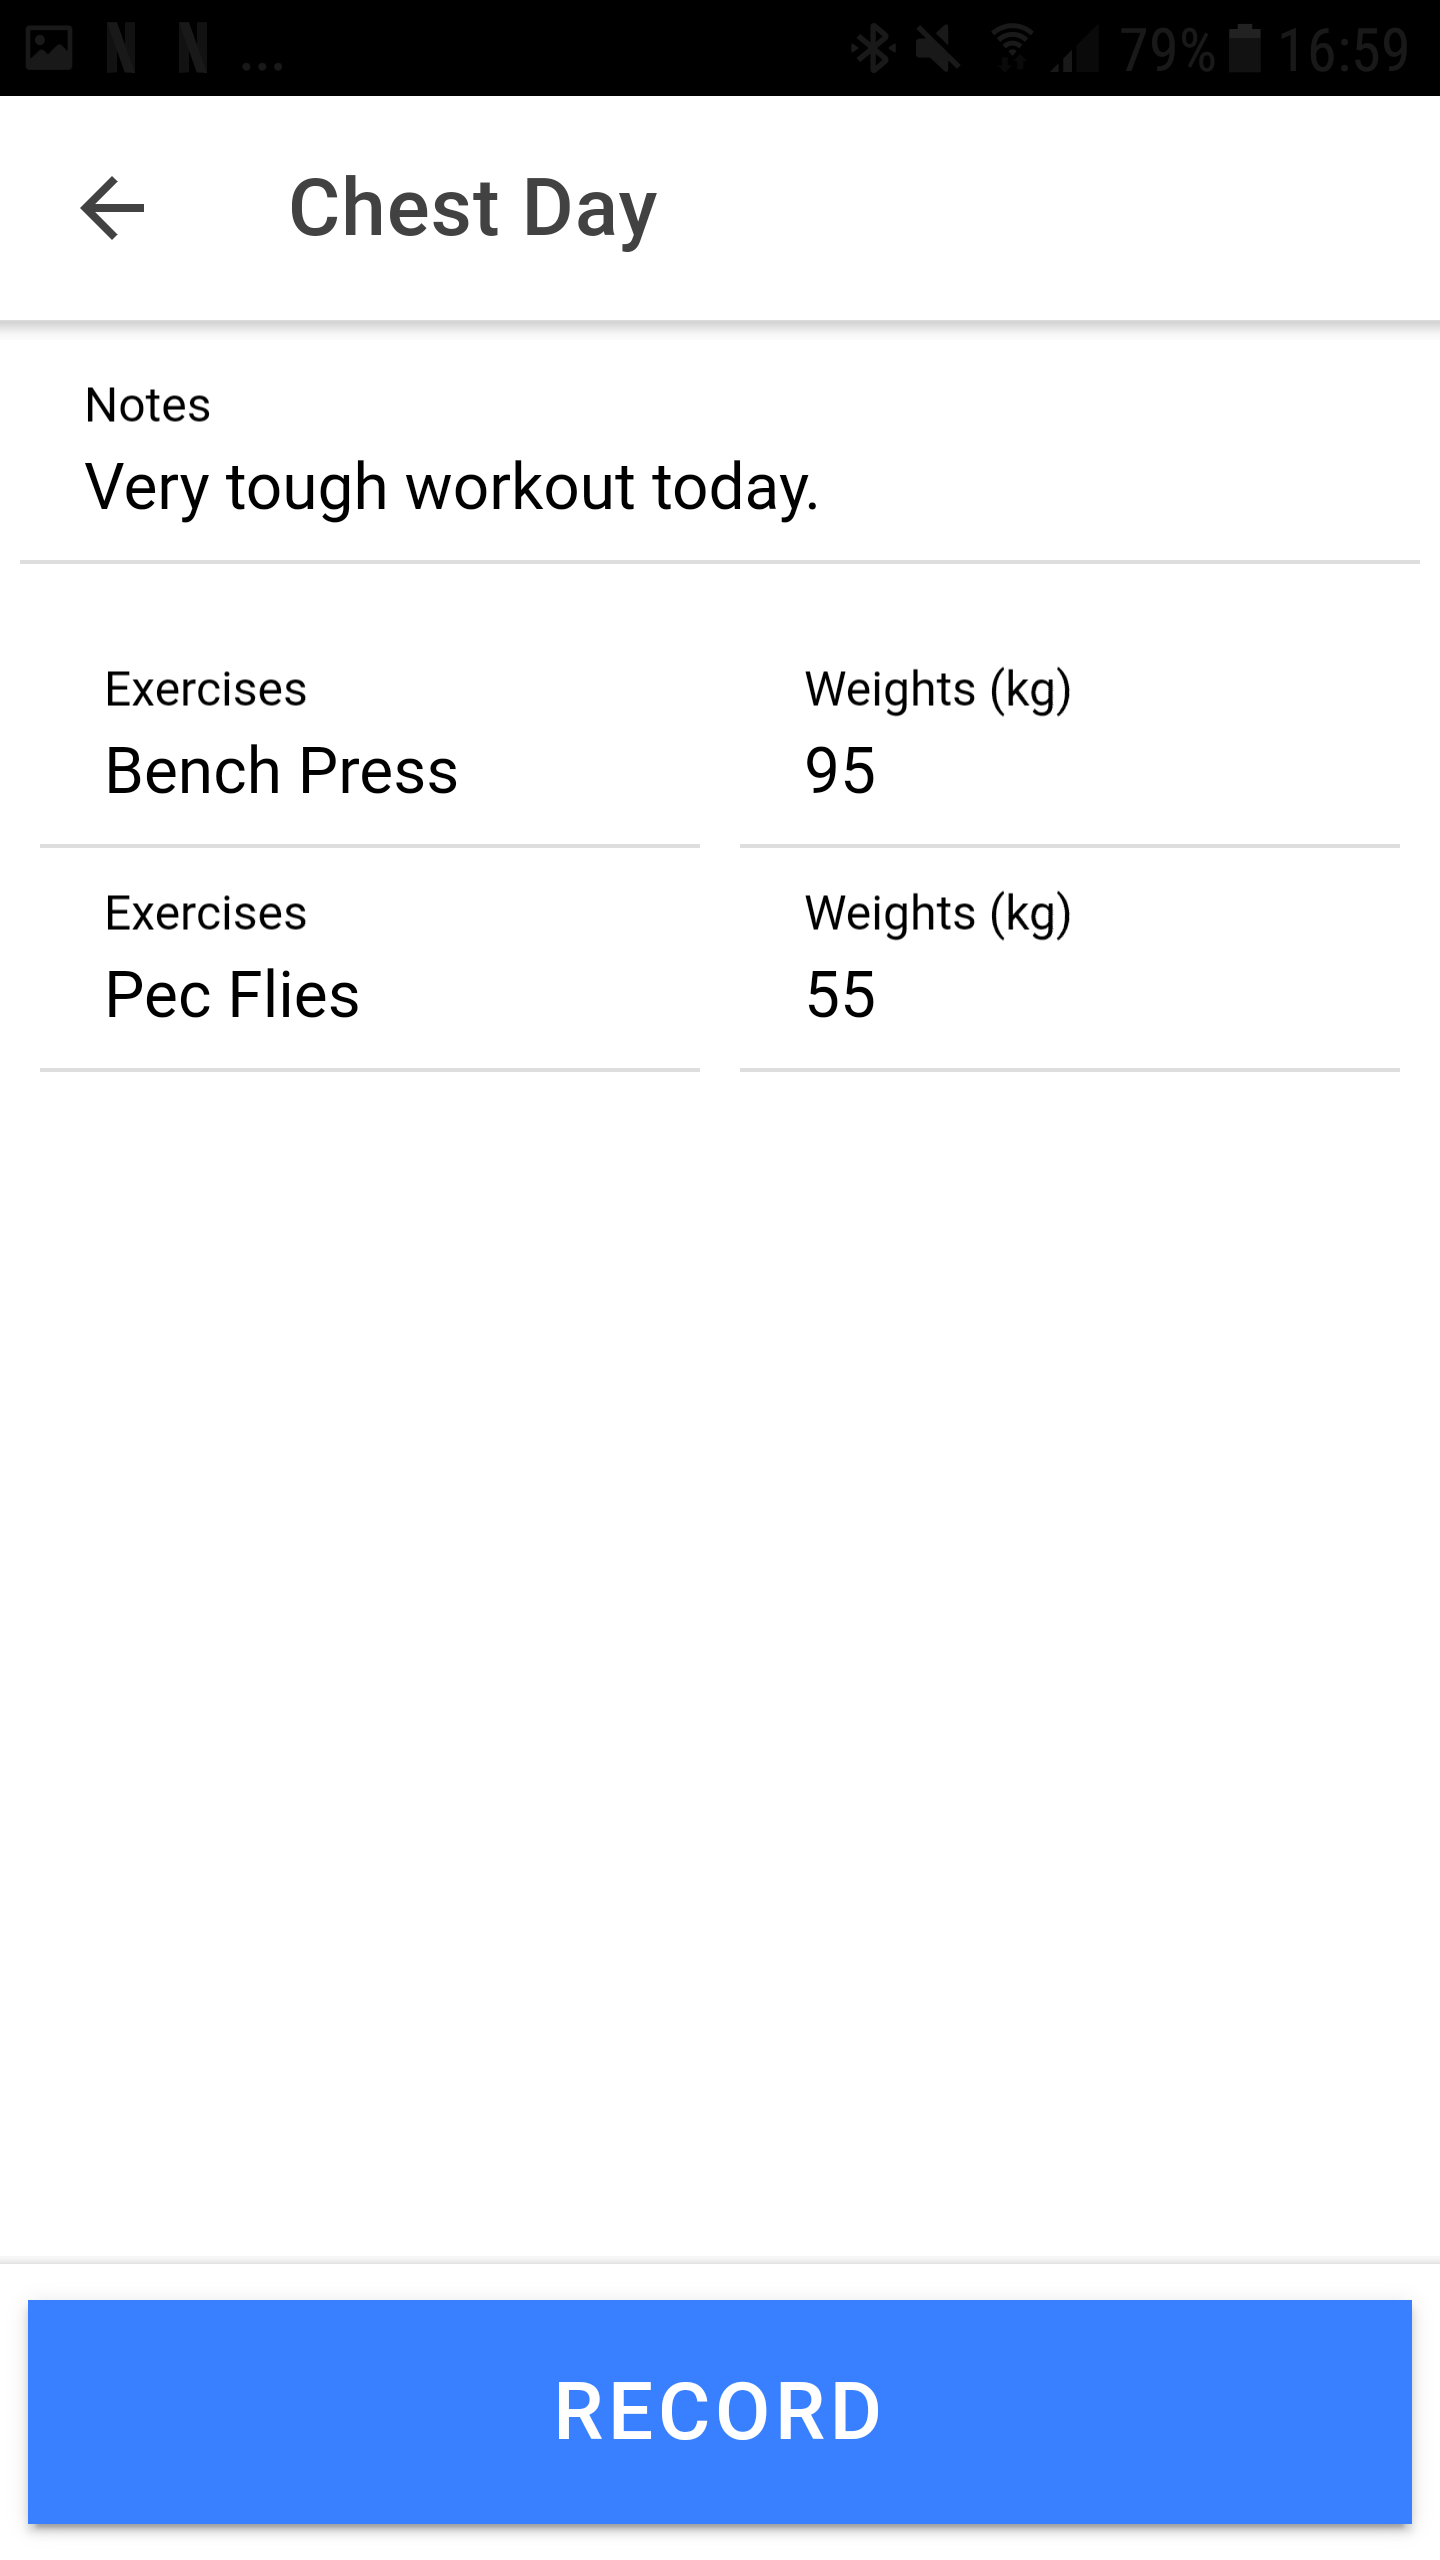 79% 16:59
Chest Day
Notes
Very tough workout today.
Exercises Weights (kg)
Bench Press 95
Exercises Weights (kg)
Pec Flies 55
RECORD